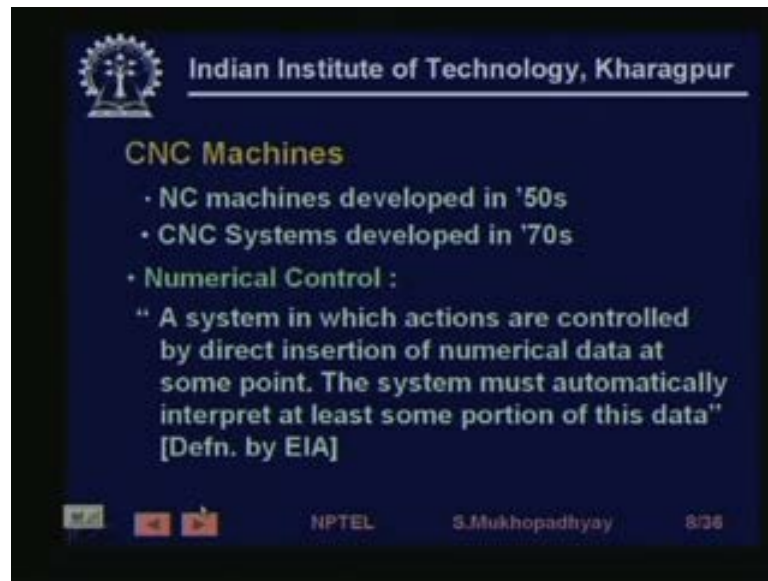 Indian Institute of Technology, Kharagpur
CNC Machines
· NC machines developed in '50s
· CNC Systems developed in '70s
· Numerical Control :
“ A system in which actions are controlled
by direct insertion of numerical data at
some point. The system must automatically
interpret at least some portion of this data”
[Defn. by EIA]
NPTEL S.Mukhopadhyay 8/36